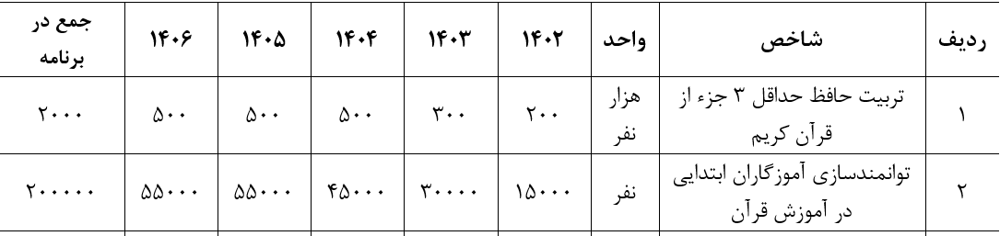 ردیف شاخص واحد ۱۴۰۲ ۱۴۰۳ ۱۴۰۴ ۱۴۰۵ ۱۴۰۶ جمع در
برنامه
۱ تربیت حافظ حداقل ۳ جزء از هزار ۲۰۰ ۳۰۰ ۵۰۰ ۵۰۰ ۵۰۰ ۲۰۰۰
قرآن کریم نفر
۲ توانمندسازی آموزگاران ابتدایی نفر ۱۵۰۰۰ ۳۰۰۰۰ ۴۵۰۰۰ ۵۵۰۰۰ ۵۵۰۰۰ ۲۰۰۰۰۰
در آموزش قرآن